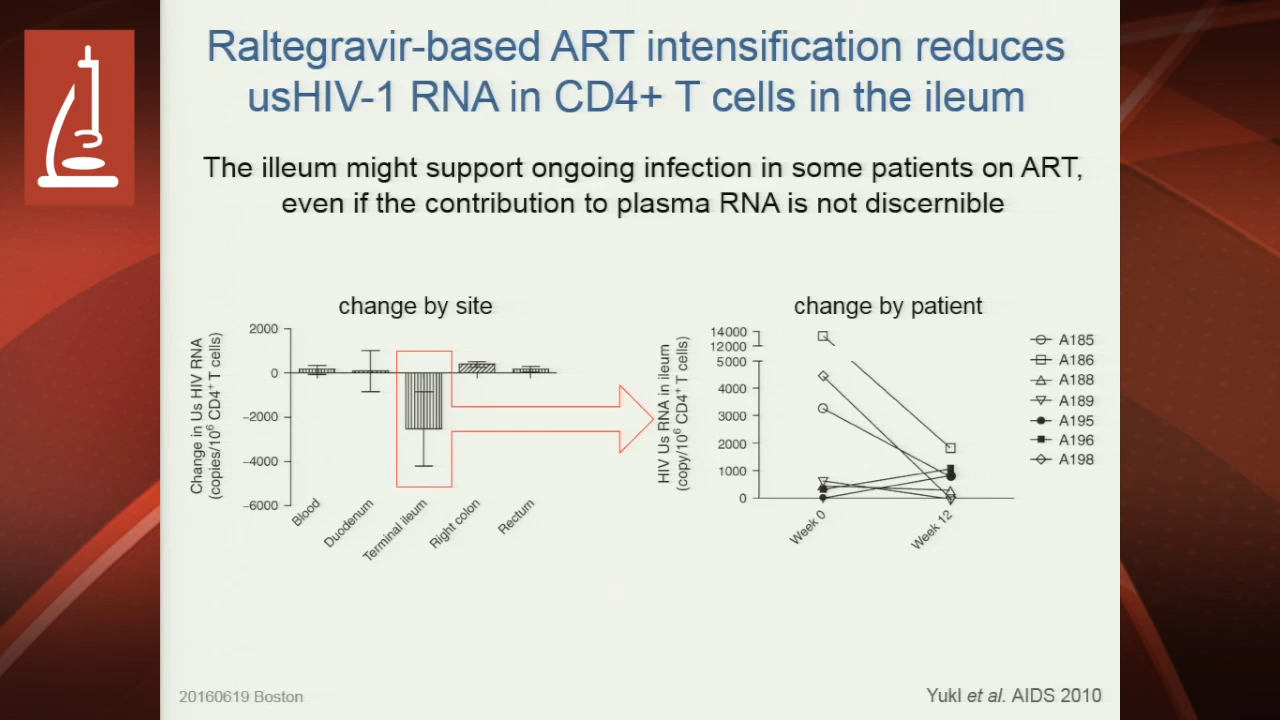 Raltegravir-based ART intensification reduces
usHIV-1 RNA in CD4+ T cells in the ileum
The illeum might support ongoing infection in some patients on ART,
even if the contribution to plasma RNA is not discernible
change by site
Change in Us HIV RNA
(copies/10⁶ CD4⁺ T cells)
2000
0
–2000
–4000
–6000
Blood
Duodenum
Terminal ileum
Right colon
Rectum
change by patient
HIV Us RNA in ileum
(copy/10⁶ CD4⁺ T cells)
14000
12000
5000
4000
3000
2000
1000
0
Week 0
Week 12
A185
A186
A188
A189
A195
A196
A198
20160619 Boston
Yukl et al. AIDS 2010